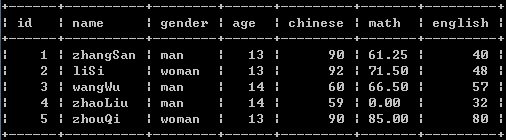 id | name | gender | age | chinese | math | english
1 | zhangSan | man | 13 | 90 | 61.25 | 40
2 | liSi | woman | 13 | 92 | 71.50 | 48
3 | wangWu | man | 14 | 60 | 66.50 | 57
4 | zhaoLiu | man | 14 | 59 | 0.00 | 32
5 | zhouQi | woman | 13 | 90 | 85.00 | 80